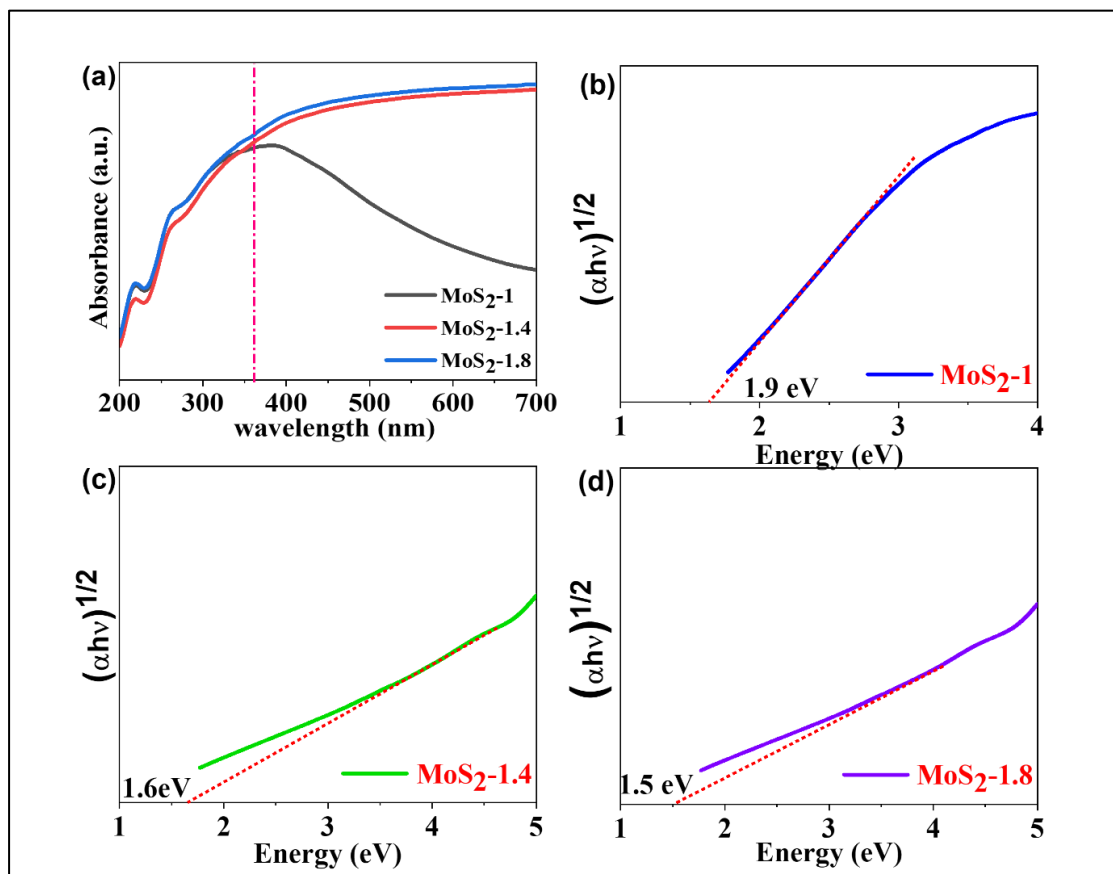 (a)
Absorbance (a.u.)
MoS2-1
MoS2-1.4
MoS2-1.8
200 300 400 500 600 700
wavelength (nm)
(b)
(αhν)1/2
1.9 eV
MoS2-1
1 2 3 4
Energy (eV)
(c)
(αhν)1/2
1.6eV
MoS2-1.4
1 2 3 4 5
Energy (eV)
(d)
(αhν)1/2
1.5 eV
MoS2-1.8
1 2 3 4 5
Energy (eV)